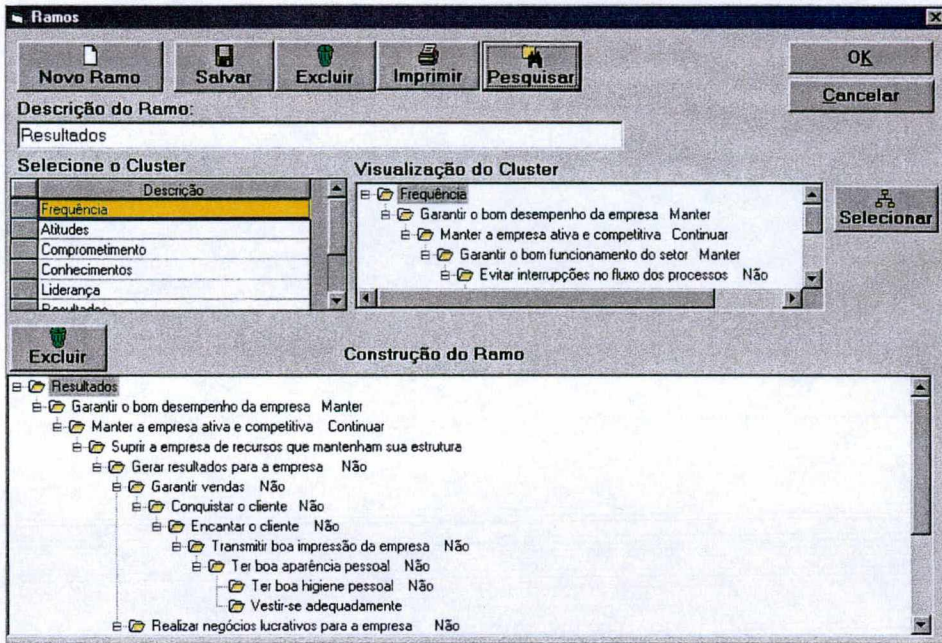 Ramos
Novo Ramo Salvar Excluir Imprimir Pesquisar OK
Cancelar
Descrição do Ramo:
Resultados
Selecione o Cluster Visualização do Cluster
Descrição
Frequência
Atitudes
Comprometimento
Conhecimentos
Liderança
Resultados
Frequência
Garantir o bom desempenho da empresa Manter
Manter a empresa ativa e competitiva Continuar
Garantir o bom funcionamento do setor Manter
Evitar interrupções no fluxo dos processos Não
Selecionar
Excluir Construção do Ramo
Resultados
Garantir o bom desempenho da empresa Manter
Manter a empresa ativa e competitiva Continuar
Suprir a empresa de recursos que mantenham sua estrutura
Gerar resultados para a empresa Não
Garantir vendas Não
Conquistar o cliente Não
Encantar o cliente Não
Transmitir boa impressão da empresa Não
Ter boa aparência pessoal Não
Ter boa higiene pessoal Não
Vestir-se adequadamente
Realizar negócios lucrativos para a empresa Não